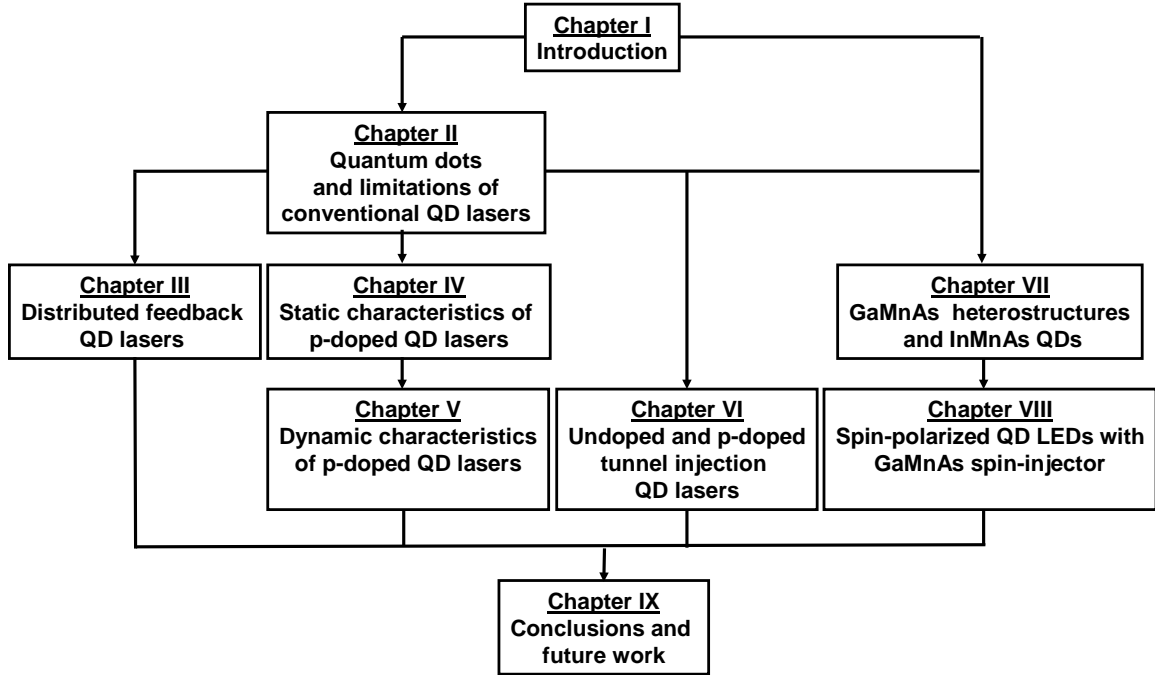 Chapter I
Introduction
Chapter II
Quantum dots
and limitations of
conventional QD lasers
Chapter III
Distributed feedback
QD lasers
Chapter IV
Static characteristics of
p-doped QD lasers
Chapter VII
GaMnAs heterostructures
and InMnAs QDs
Chapter V
Dynamic characteristics
of p-doped QD lasers
Chapter VI
Undoped and p-doped
tunnel injection
QD lasers
Chapter VIII
Spin-polarized QD LEDs with
GaMnAs spin-injector
Chapter IX
Conclusions and
future work